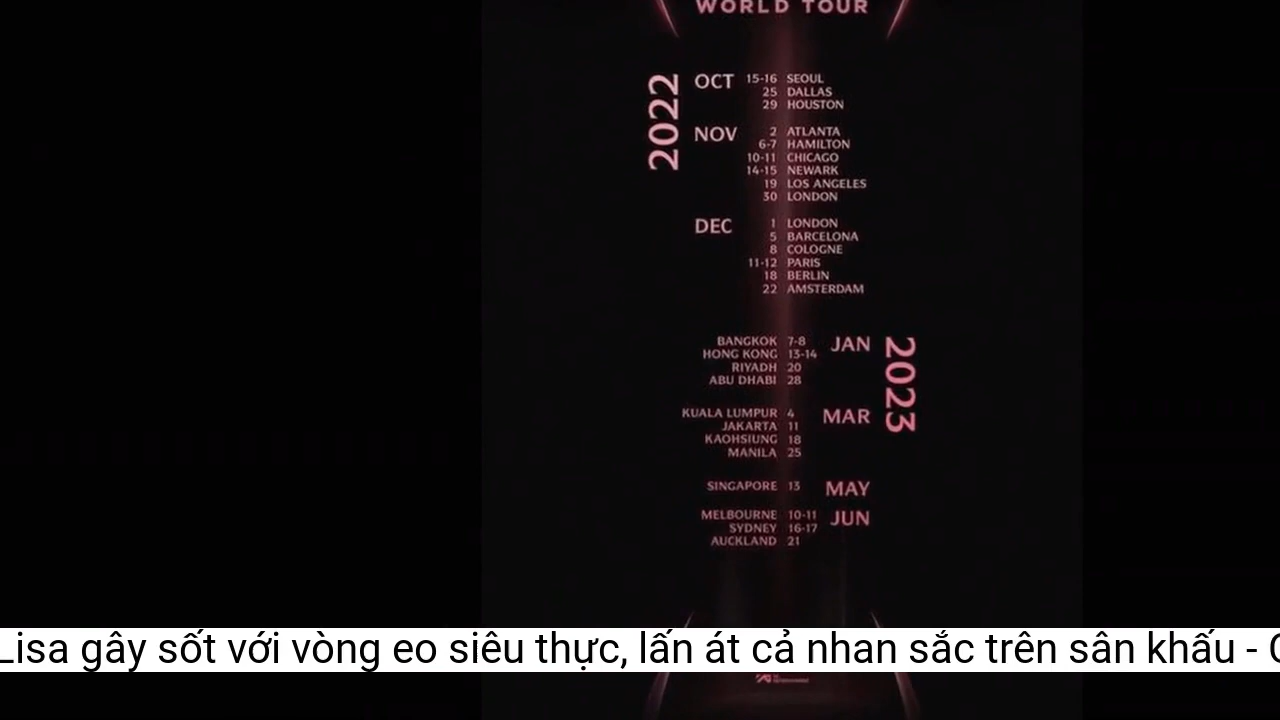 WORLD TOUR
2022
OCT 15-16 SEOUL
25 DALLAS
29 HOUSTON
NOV 2 ATLANTA
6-7 HAMILTON
10-11 CHICAGO
14-15 NEWARK
19 LOS ANGELES
30 LONDON
DEC 1 LONDON
5 BARCELONA
8 COLOGNE
11-12 PARIS
18 BERLIN
22 AMSTERDAM
2023
BANGKOK 7-8 JAN
HONG KONG 13-14
RIYADH 20
ABU DHABI 28
KUALA LUMPUR 4 MAR
JAKARTA 11
KAOHSIUNG 18
MANILA 25
SINGAPORE 13 MAY
MELBOURNE 10-11 JUN
SYDNEY 16-17
AUCKLAND 21
Lisa gây sốt với vòng eo siêu thực, lấn át cả nhan sắc trên sân khấu -